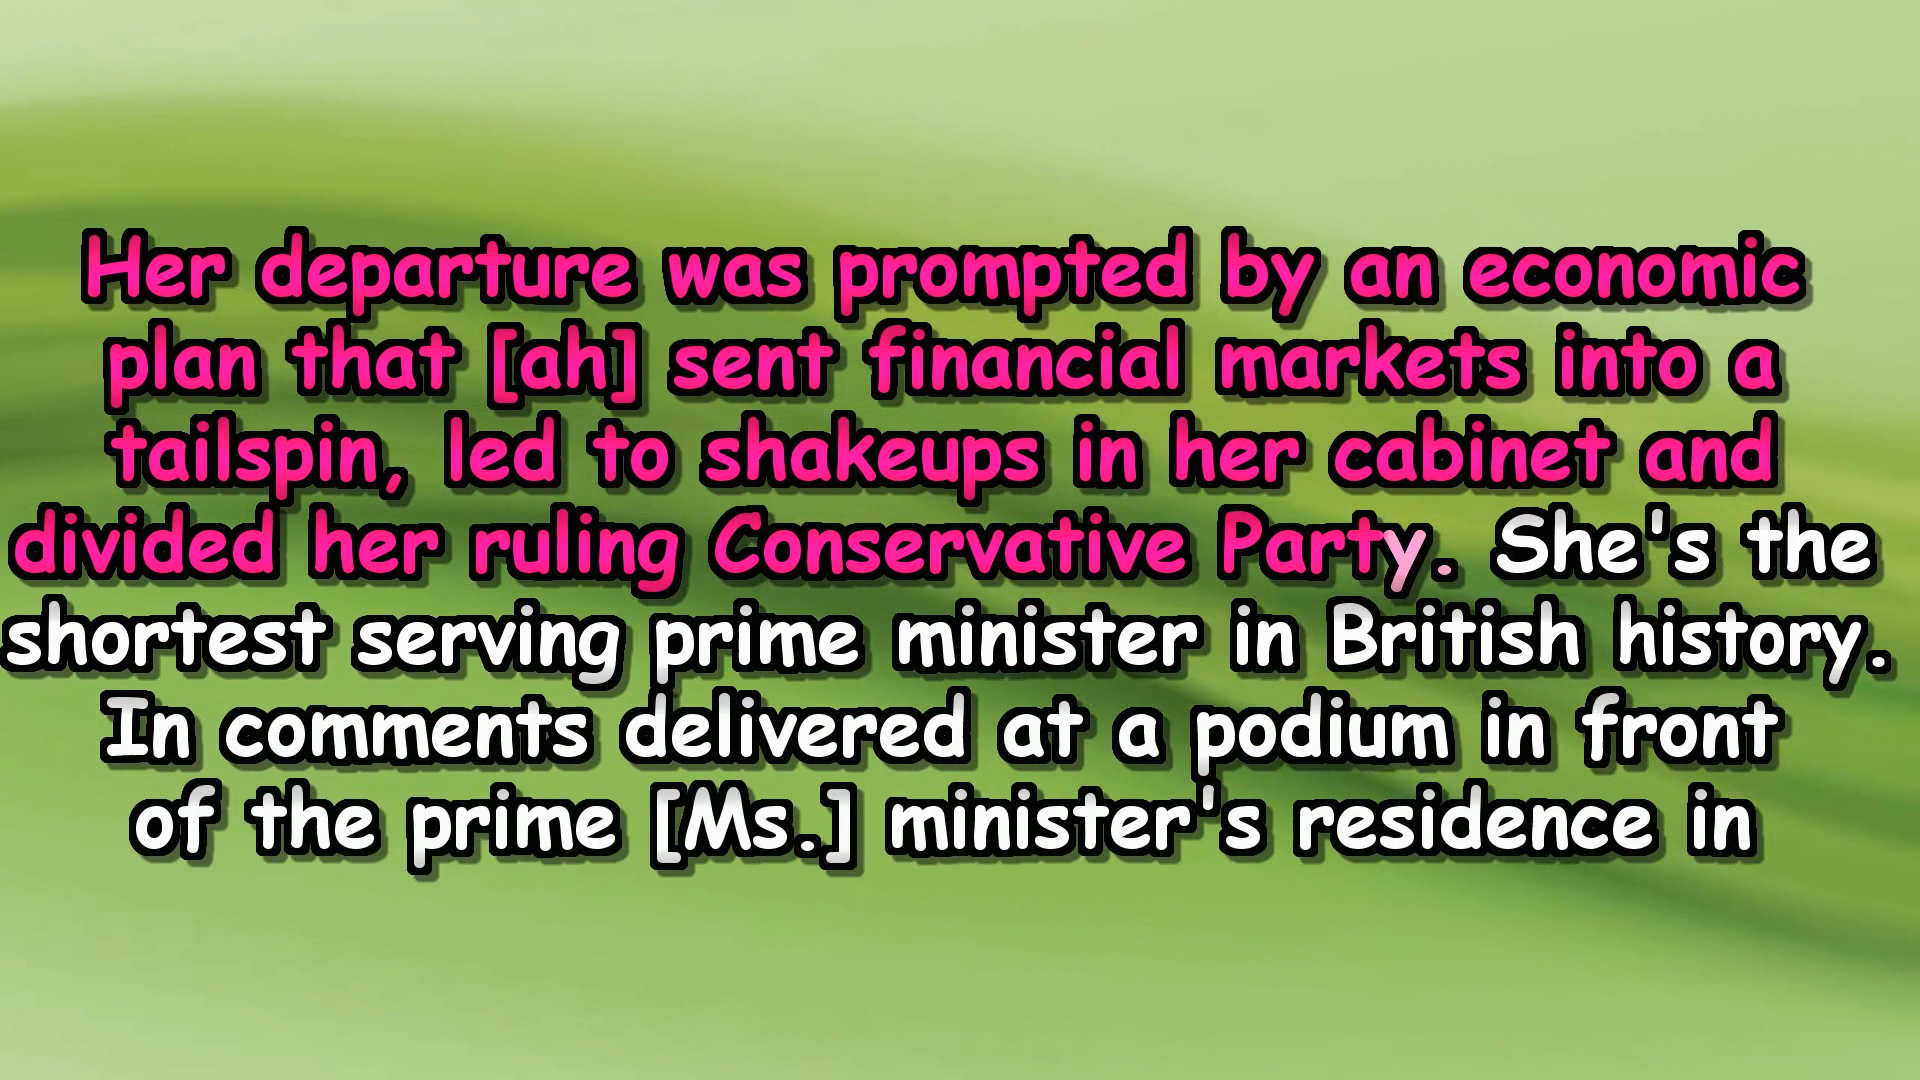 Her departure was prompted by an economic
plan that [ah] sent financial markets into a
tailspin, led to shakeups in her cabinet and
divided her ruling Conservative Party. She's the
shortest serving prime minister in British history.
In comments delivered at a podium in front
of the prime [Ms.] minister's residence in